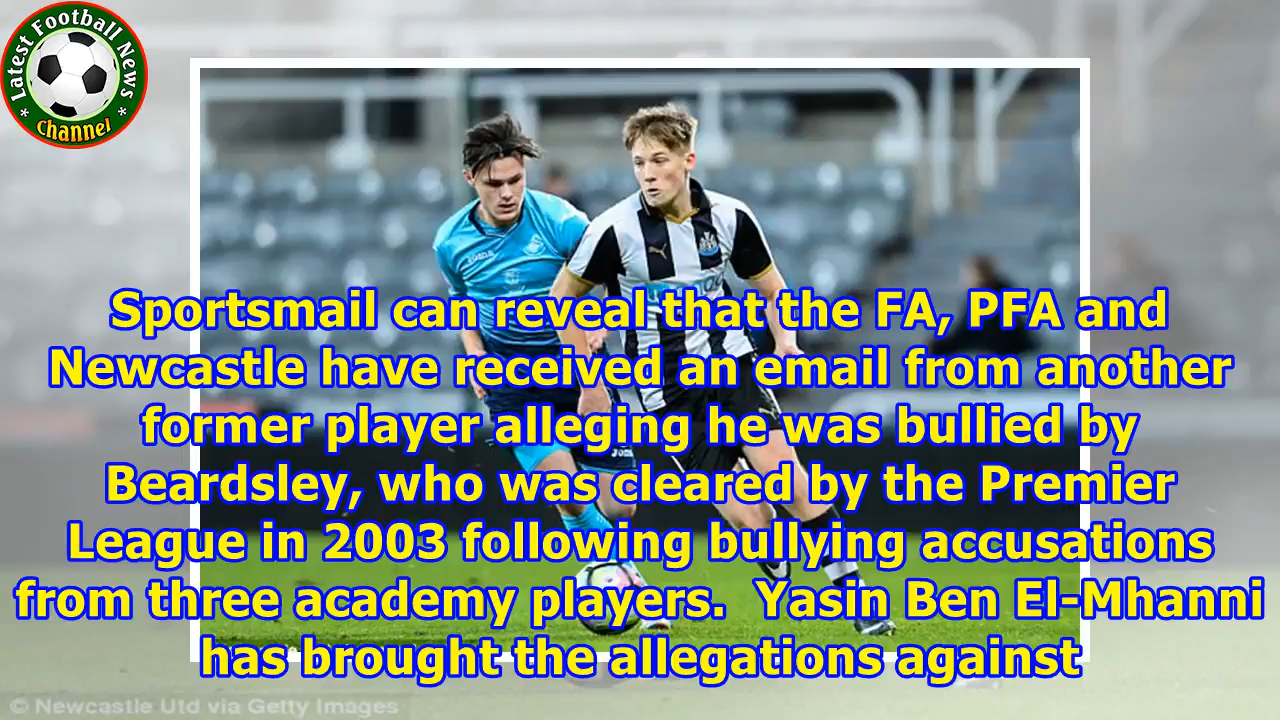 Latest Football News
* Channel *
Sportsmail can reveal that the FA, PFA and
Newcastle have received an email from another
former player alleging he was bullied by
Beardsley, who was cleared by the Premier
League in 2003 following bullying accusations
from three academy players.  Yasin Ben El-Mhanni
has brought the allegations against
© Newcastle Utd via Getty Images